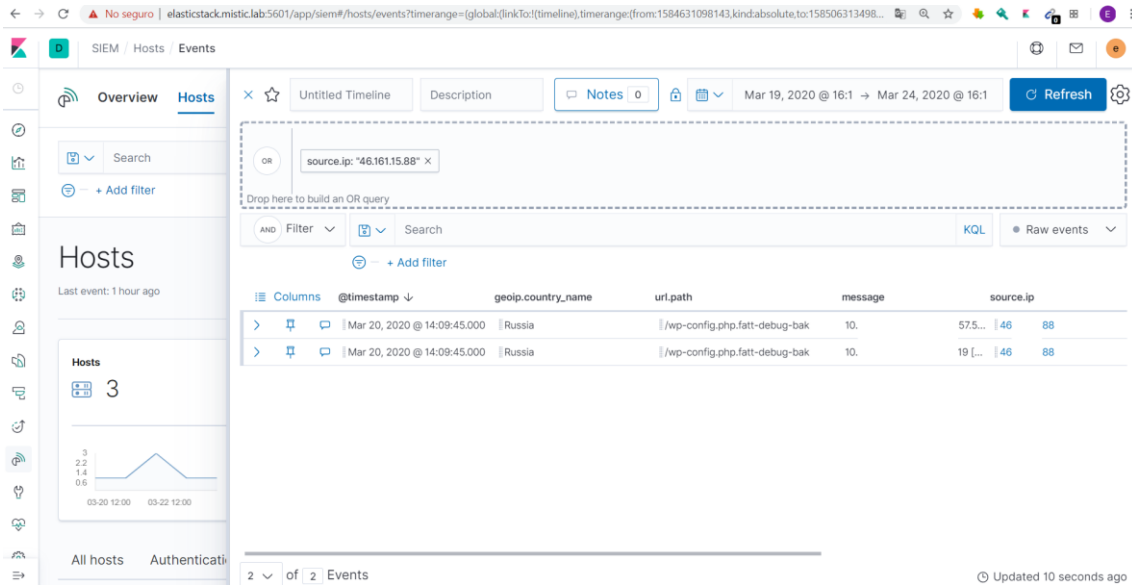 No seguro | elasticstack.mistic.lab:5601/app/siem#/hosts/events?timerange=(global:(linkTo:!(timeline),timerange:(from:1584631098143,kind:absolute,to:158506313498...
E
D SIEM / Hosts / Events e
Overview Hosts
Untitled Timeline Description Notes 0 Mar 19, 2020 @ 16:1 → Mar 24, 2020 @ 16:1 Refresh
OR source.ip: "46.161.15.88" ×
Search
+ Add filter
Drop here to build an OR query
AND Filter Search KQL Raw events
+ Add filter
Hosts
Last event: 1 hour ago
Columns @timestamp ↓ geoip.country_name url.path message source.ip
Mar 20, 2020 @ 14:09:45.000 Russia /wp-config.php.fatt-debug-bak 10. 57.5... 46 88
Mar 20, 2020 @ 14:09:45.000 Russia /wp-config.php.fatt-debug-bak 10. 19 [... 46 88
Hosts
3
3
2.2
1.4
0.6
03-20 12:00 03-22 12:00
All hosts Authenticati
2 of 2 Events
Updated 10 seconds ago